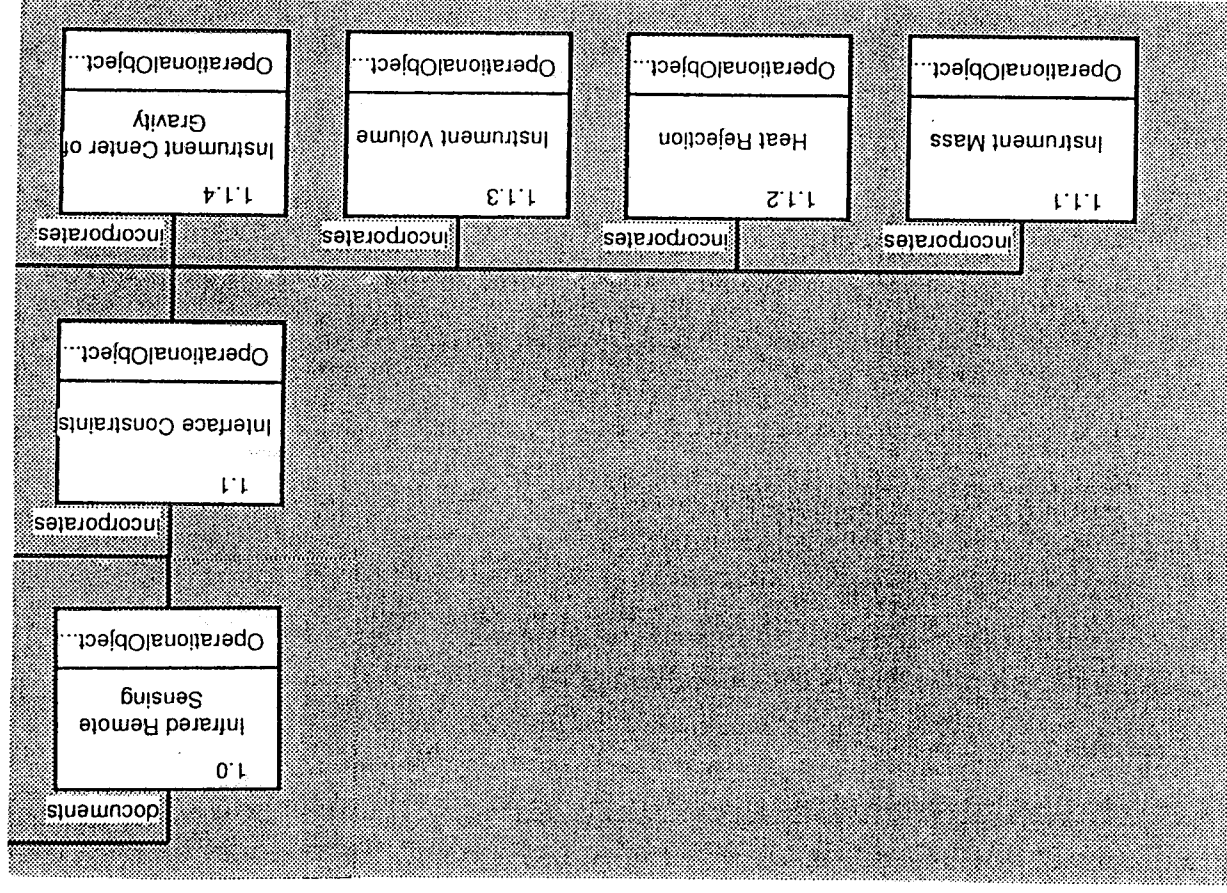 documents
1.0
Infrared Remote
Sensing
OperationalObject...
incorporates
1.1
Interface Constraints
OperationalObject...
incorporates
1.1.1
Instrument Mass
OperationalObject...
incorporates
1.1.2
Heat Rejection
OperationalObject...
incorporates
1.1.3
Instrument Volume
OperationalObject...
incorporates
1.1.4
Instrument Center of
Gravity
OperationalObject...